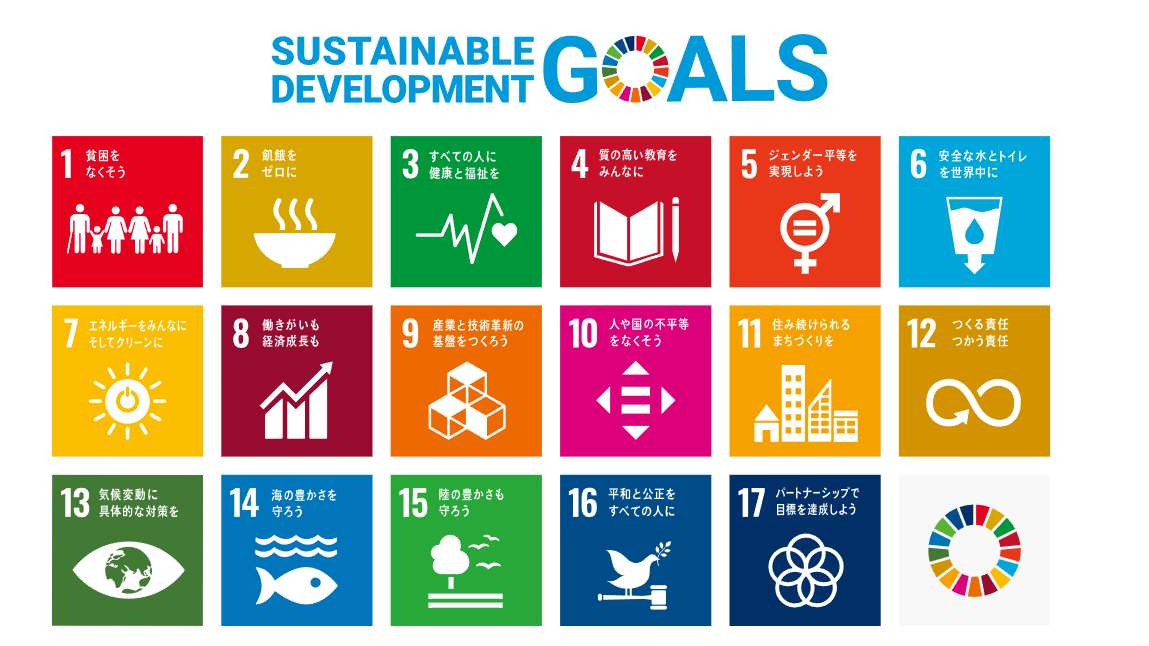 SUSTAINABLE
DEVELOPMENT
GOALS
1
貧困を
なくそう
2
飢餓を
ゼロに
3
すべての人に
健康と福祉を
4
質の高い教育を
みんなに
5
ジェンダー平等を
実現しよう
6
安全な水とトイレ
を世界中に
7
エネルギーをみんなに
そしてクリーンに
8
働きがいも
経済成長も
9
産業と技術革新の
基盤をつくろう
10
人や国の不平等
をなくそう
11
住み続けられる
まちづくりを
12
つくる責任
つかう責任
13
気候変動に
具体的な対策を
14
海の豊かさを
守ろう
15
陸の豊かさも
守ろう
16
平和と公正を
すべての人に
17
パートナーシップで
目標を達成しよう